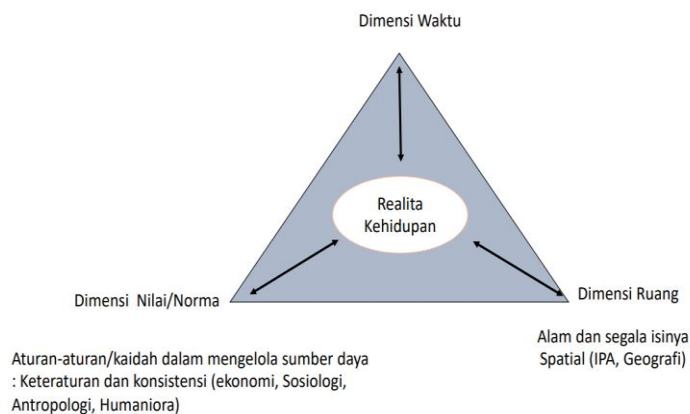 Dimensi Waktu
Realita
Kehidupan
Dimensi Nilai/Norma
Dimensi Ruang
Aturan-aturan/kaidah dalam mengelola sumber daya
: Keteraturan dan konsistensi (ekonomi, Sosiologi,
Antropologi, Humaniora)
Alam dan segala isinya
Spatial (IPA, Geografi)